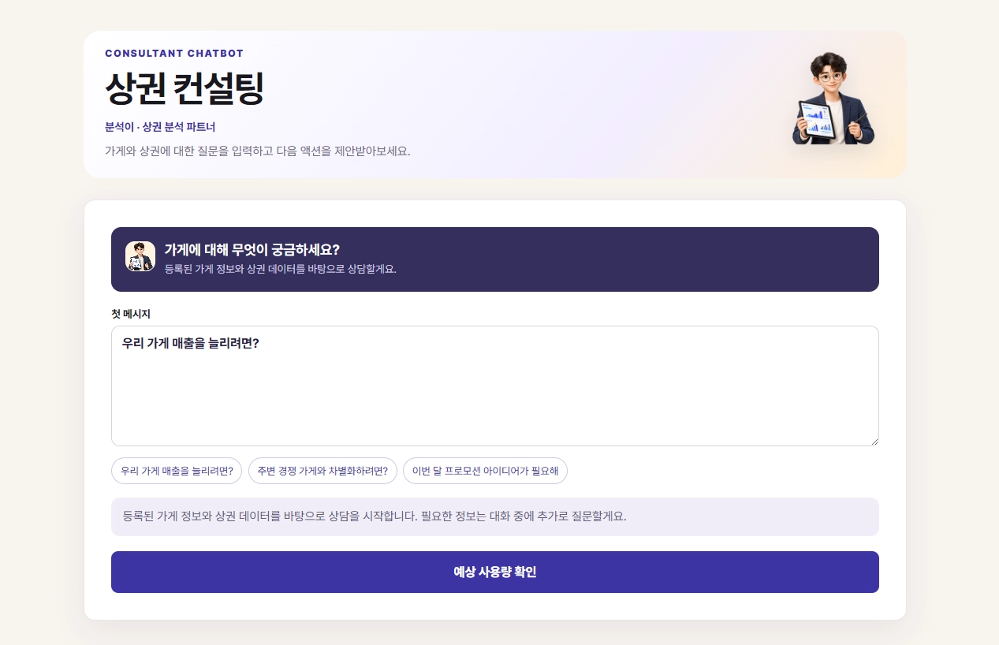 CONSULTANT CHATBOT
상권 컨설팅
분석이 · 상권 분석 파트너
가게와 상권에 대한 질문을 입력하고 다음 액션을 제안받아보세요.
가게에 대해 무엇이 궁금하세요?
등록된 가게 정보와 상권 데이터를 바탕으로 상담할게요.
첫 메시지
우리 가게 매출을 늘리려면?
우리 가게 매출을 늘리려면?
주변 경쟁 가게와 차별화하려면?
이번 달 프로모션 아이디어가 필요해
등록된 가게 정보와 상권 데이터를 바탕으로 상담을 시작합니다. 필요한 정보는 대화 중에 추가로 질문할게요.
예상 사용량 확인